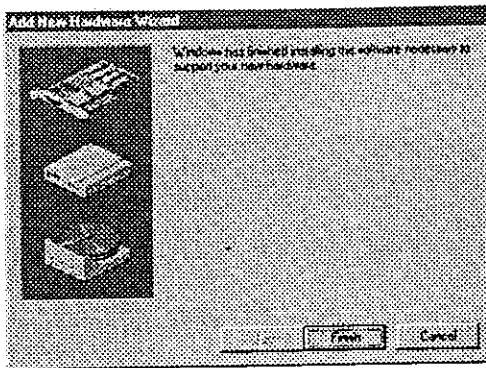 Add New Hardware Wizard
Windows has finished installing the software necessary to
support your new hardware.
Finish
Cancel